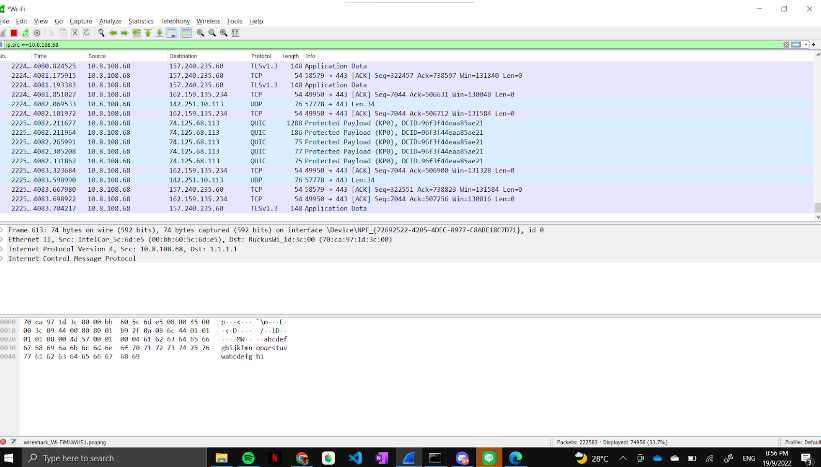 *Wi-Fi
File Edit View Go Capture Analyze Statistics Telephony Wireless Tools Help
ip.src ==10.8.108.68
No. Time Source Destination Protocol Length Info
2224… 4080.824525 10.8.108.68 157.240.235.60 TLSv1.3 148 Application Data
2224… 4081.175915 10.8.108.68 157.240.235.60 TCP 54 58579 → 443 [ACK] Seq=322457 Ack=738597 Win=131840 Len=0
2224… 4081.193383 10.8.108.68 157.240.235.60 TLSv1.3 148 Application Data
2224… 4081.851027 10.8.108.68 162.159.135.234 TCP 54 49950 → 443 [ACK] Seq=7044 Ack=506631 Win=130048 Len=0
2224… 4082.069533 10.8.108.68 142.251.10.113 UDP 76 57778 → 443 Len=34
2224… 4082.101972 10.8.108.68 162.159.135.234 TCP 54 49950 → 443 [ACK] Seq=7044 Ack=506712 Win=131584 Len=0
2225… 4082.211677 10.8.108.68 74.125.68.113 QUIC 1288 Protected Payload (KP0), DCID=96f3f44eaa85ae21
2225… 4082.211964 10.8.108.68 74.125.68.113 QUIC 186 Protected Payload (KP0), DCID=96f3f44eaa85ae21
2225… 4082.265991 10.8.108.68 74.125.68.113 QUIC 75 Protected Payload (KP0), DCID=96f3f44eaa85ae21
2225… 4082.305208 10.8.108.68 74.125.68.113 QUIC 77 Protected Payload (KP0), DCID=96f3f44eaa85ae21
2225… 4082.331862 10.8.108.68 74.125.68.113 QUIC 75 Protected Payload (KP0), DCID=96f3f44eaa85ae21
2225… 4083.323684 10.8.108.68 162.159.135.234 TCP 54 49950 → 443 [ACK] Seq=7044 Ack=506900 Win=131328 Len=0
2225… 4083.598990 10.8.108.68 142.251.10.113 UDP 76 57778 → 443 Len=34
2225… 4083.667980 10.8.108.68 157.240.235.60 TCP 54 58579 → 443 [ACK] Seq=322551 Ack=738823 Win=131584 Len=0
2225… 4083.698922 10.8.108.68 162.159.135.234 TCP 54 49950 → 443 [ACK] Seq=7044 Ack=507256 Win=130816 Len=0
2225… 4083.704217 10.8.108.68 157.240.235.60 TLSv1.3 148 Application Data
Frame 613: 74 bytes on wire (592 bits), 74 bytes captured (592 bits) on interface \Device\NPF_{72692522-4205-4DEC-8977-C8ABE18C7D71}, id 0
Ethernet II, Src: IntelCor_5c:6d:e5 (00:bb:60:5c:6d:e5), Dst: RuckusWi_1d:3c:00 (70:ca:97:1d:3c:00)
Internet Protocol Version 4, Src: 10.8.108.68, Dst: 1.1.1.1
Internet Control Message Protocol
0000 70 ca 97 1d 3c 00 00 bb 60 5c 6d e5 08 00 45 00 p···<··· `\m···E·
0010 00 3c 09 44 00 00 80 01 b9 2f 0a 08 6c 44 01 01 ·<·D···· ·/··lD··
0020 01 01 08 00 4d 57 00 01 00 04 61 62 63 64 65 66 ····MW·· ··abcdef
0030 67 68 69 6a 6b 6c 6d 6e 6f 70 71 72 73 74 75 76 ghijklmn opqrstuv
0040 77 61 62 63 64 65 66 67 68 69 wabcdefg hi
Packets: 222583 · Displayed: 74956 (33.7%) Profile: Default
Type here to search
28°C ENG 8:56 PM
19/9/2022